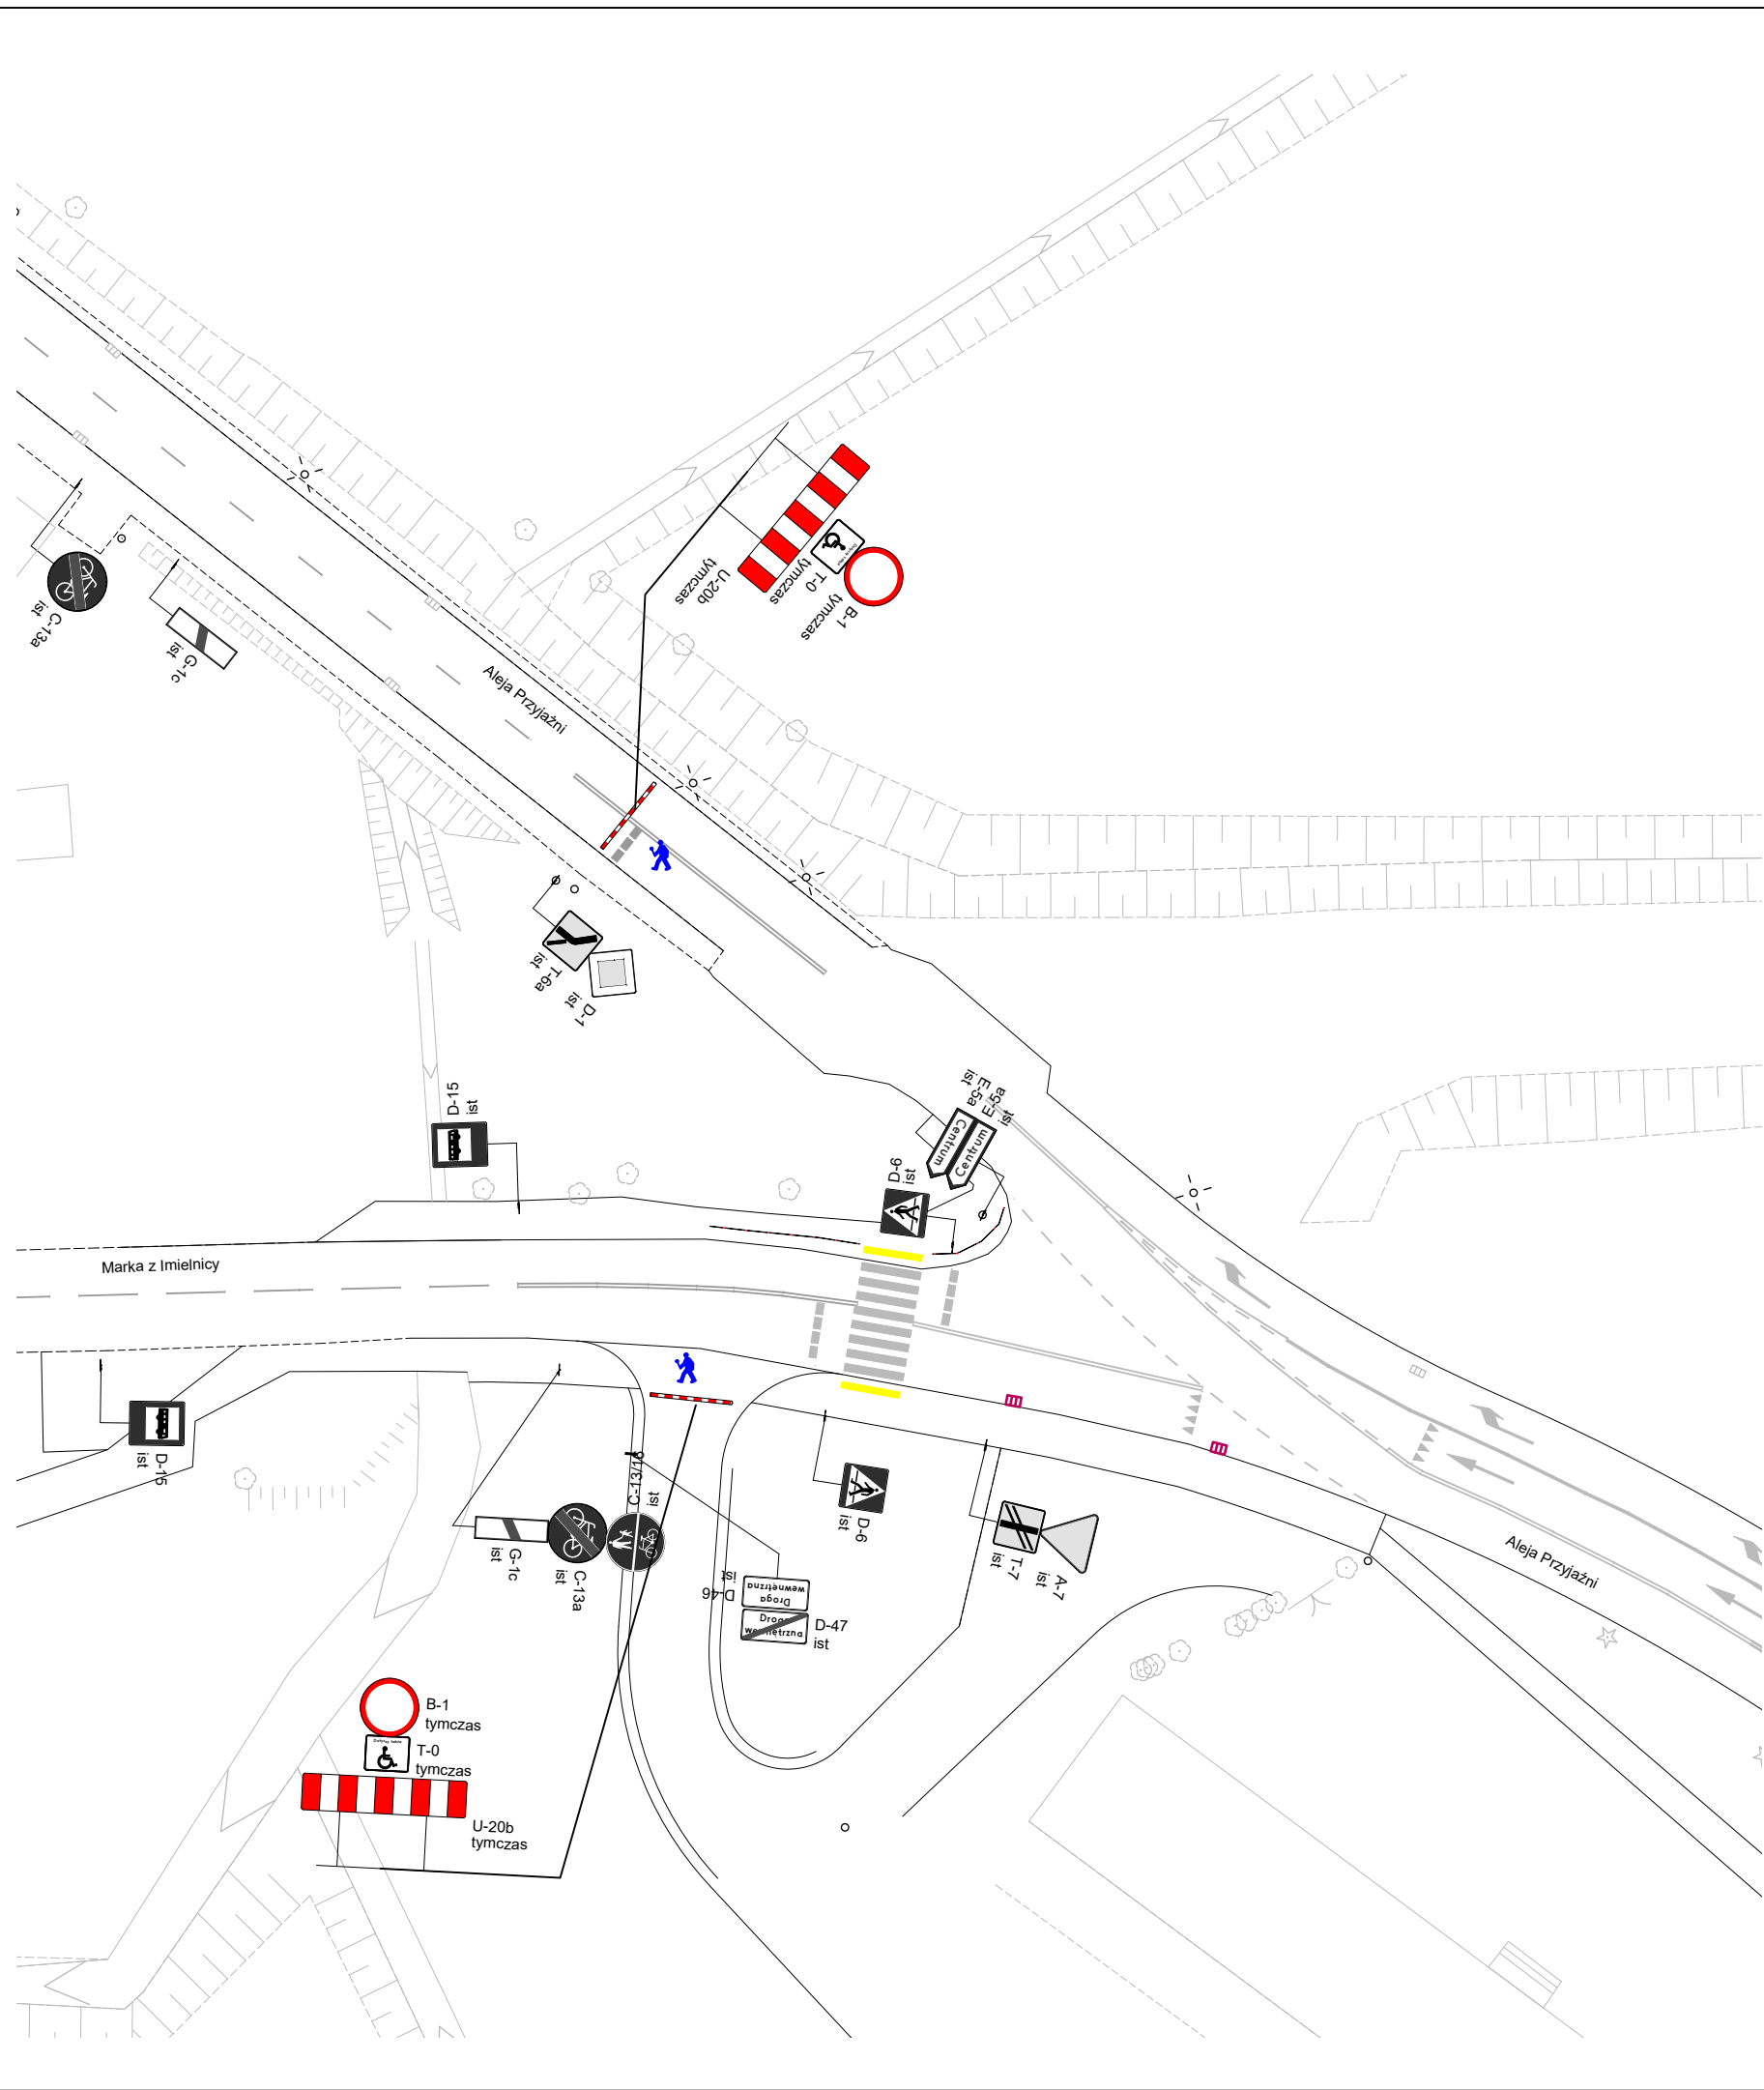 U-20b
tymczas
T-0
tymczas
B-1
tymczas
C-13a
ist
G-1c
ist
Aleja Przyjaźni
T-6a
ist
D-1
ist
D-15
ist
E-5a
ist
E-5a
ist
Centrum
Centrum
D-6
ist
Marka z Imielnicy
D-15
ist
C-13/16
ist
G-1c
ist
C-13a
ist
D-6
ist
T-7
ist
A-7
ist
Aleja Przyjaźni
D-46
ist
Droga
wewnętrzna
Droga
wewnętrzna
D-47
ist
B-1
tymczas
T-0
tymczas
U-20b
tymczas